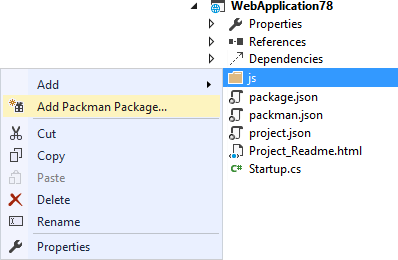 WebApplication78
Properties
References
Dependencies
js
package.json
packman.json
project.json
Project_Readme.html
C# Startup.cs
Add
Add Packman Package...
Cut
Copy
Paste
Delete
Rename
Properties